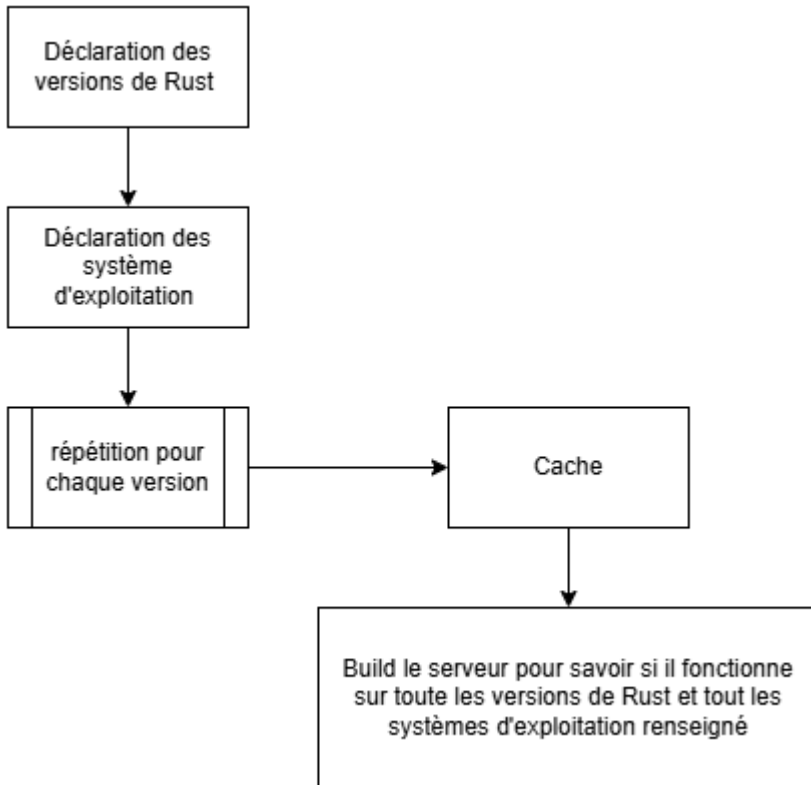 Déclaration des
versions de Rust
Déclaration des
système
d'exploitation
répétition pour
chaque version
Cache
Build le serveur pour savoir si il fonctionne
sur toute les versions de Rust et tout les
systèmes d'exploitation renseigné